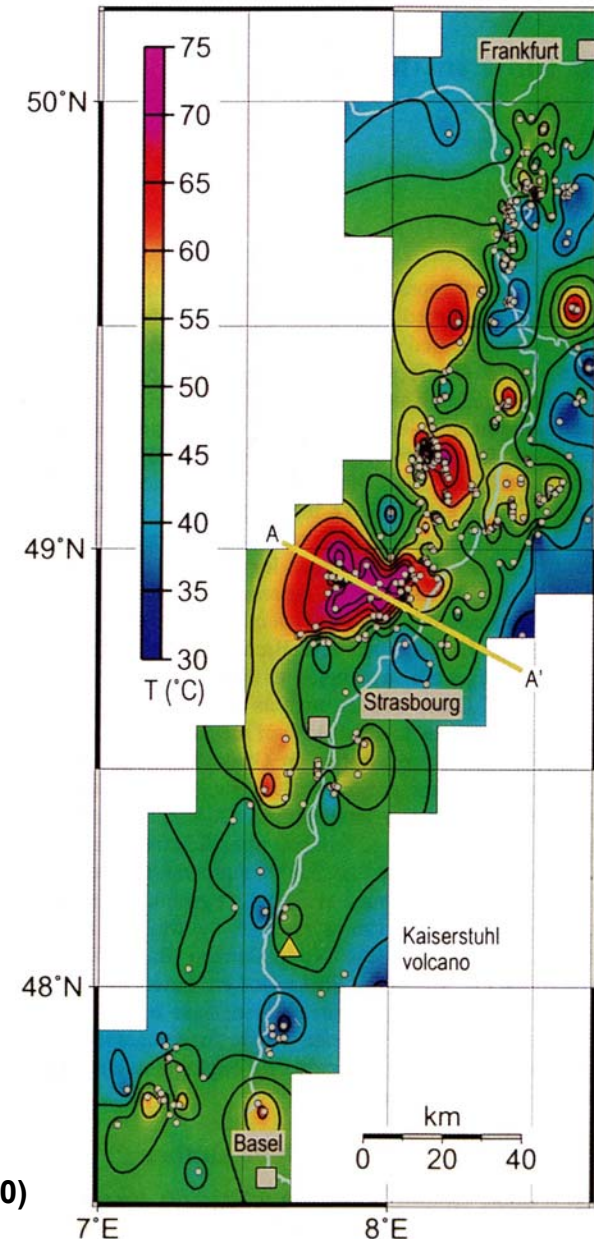 Frankfurt
50°N
75
70
65
60
55
50
45
40
35
30
T (°C)
49°N
A
A'
Strasbourg
Kaiserstuhl
volcano
48°N
km
0 20 40
Basel
0)
7°E 8°E